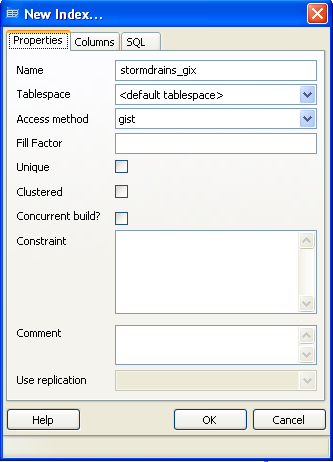 New Index...
Properties Columns SQL
Name stormdrains_gix
Tablespace <default tablespace>
Access method gist
Fill Factor
Unique
Clustered
Concurrent build?
Constraint
Comment
Use replication
Help OK Cancel